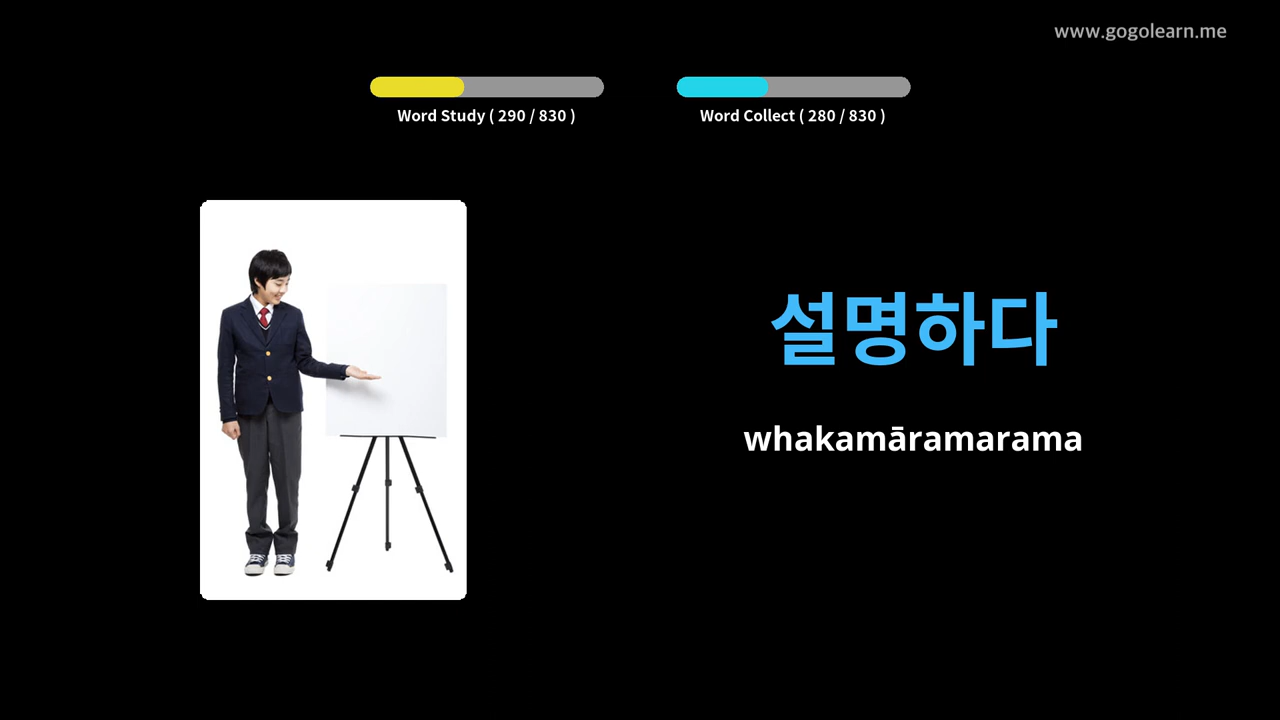 www.gogolearn.me
Word Study ( 290 / 830 )
Word Collect ( 280 / 830 )
설명하다
whakamāramarama